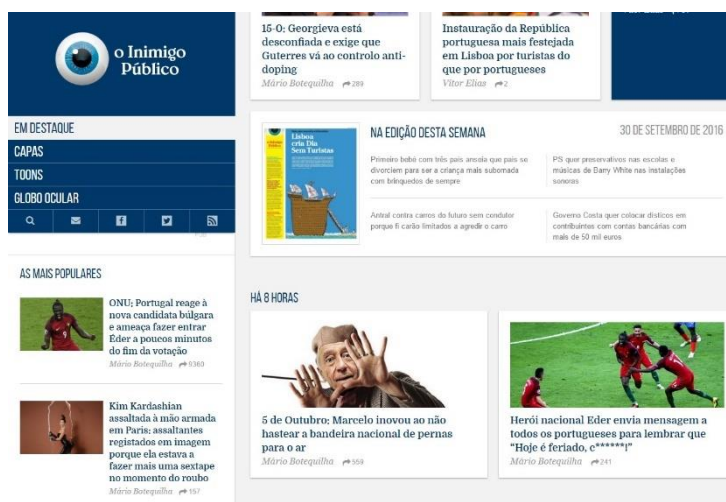 o Inimigo
Público
EM DESTAQUE
CAPAS
TOONS
GLOBO OCULAR
AS MAIS POPULARES
ONU: Portugal reage à
nova candidata búlgara
e ameaça fazer entrar
Éder a poucos minutos
do fim da votação
Mário Botequilha 9360
Kim Kardashian
assaltada à mão armada
em Paris: assaltantes
registados em imagem
porque ela estava a
fazer mais uma sextape
no momento do roubo
Mário Botequilha 157
15-0: Georgieva está
desconfiada e exige que
Guterres vá ao controlo anti-
doping
Mário Botequilha 289
Instauração da República
portuguesa mais festejada
em Lisboa por turistas do
que por portugueses
Vítor Elias 2
Lisboa
cria Dia
Sem Turistas
NA EDIÇÃO DESTA SEMANA
30 DE SETEMBRO DE 2016
Primeiro bebé com três pais anseia que pais se
divorciem para ser a criança mais subornada
com brinquedos de sempre
PS quer preservativos nas escolas e
músicas de Barry White nas instalações
sonoras
Antral contra carros do futuro sem condutor
porque fi carão limitados a agredir o carro
Governo Costa quer colocar dísticos em
contribuintes com contas bancárias com
mais de 50 mil euros
HÁ 8 HORAS
5 de Outubro: Marcelo inovou ao não
hastear a bandeira nacional de pernas
para o ar
Mário Botequilha 559
Herói nacional Eder envia mensagem a
todos os portugueses para lembrar que
"Hoje é feriado, c******!"
Mário Botequilha 241